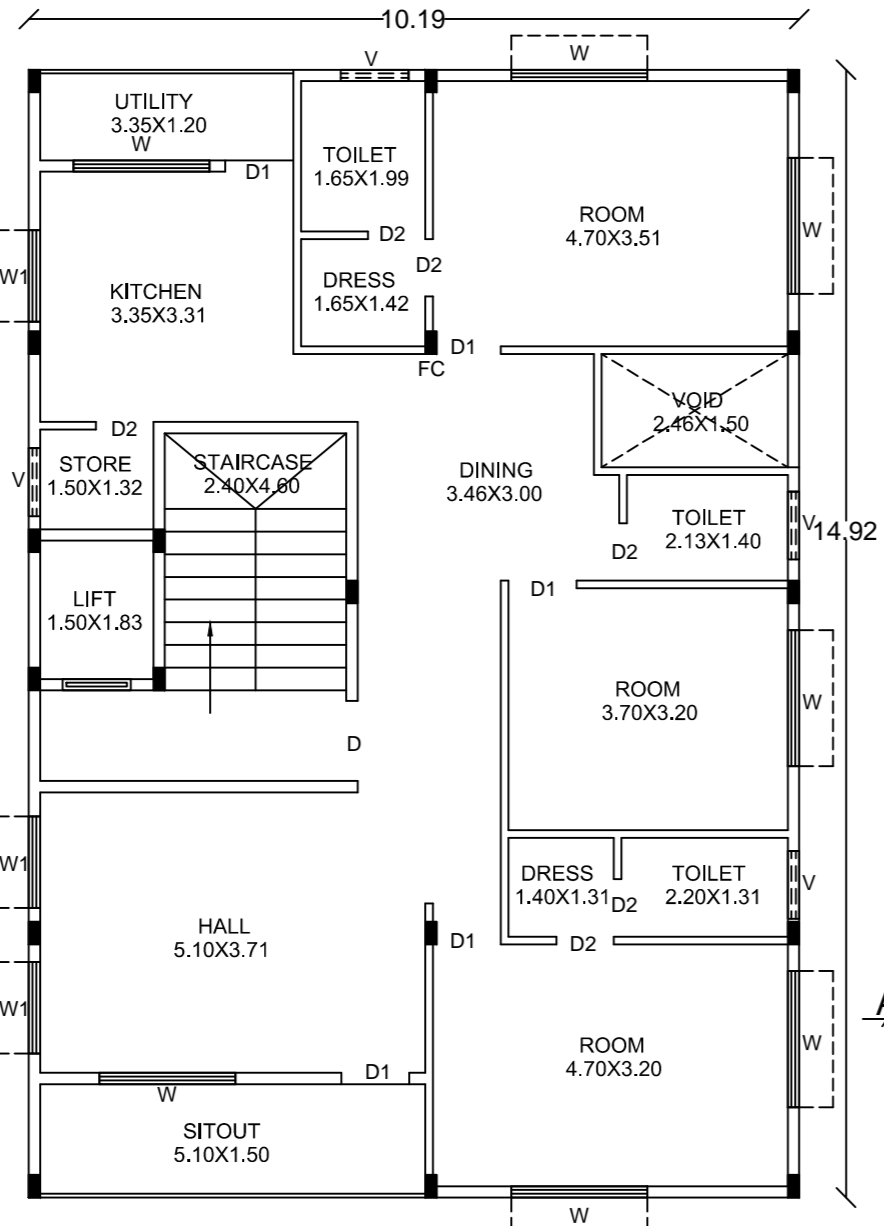 10.19
V
W
UTILITY
3.35X1.20
W
D1
TOILET
1.65X1.99
D2
D2
ROOM
4.70X3.51
W
W1
KITCHEN
3.35X3.31
DRESS
1.65X1.42
D1
FC
VOID
2.46X1.50
D2
STORE
1.50X1.32
V
STAIRCASE
2.40X4.60
DINING
3.46X3.00
TOILET
2.13X1.40
V
14.92
D2
D1
LIFT
1.50X1.83
ROOM
3.70X3.20
W
D
W1
DRESS
1.40X1.31
D2
TOILET
2.20X1.31
V
HALL
5.10X3.71
D1
D2
W1
ROOM
4.70X3.20
W
D1
W
SITOUT
5.10X1.50
W